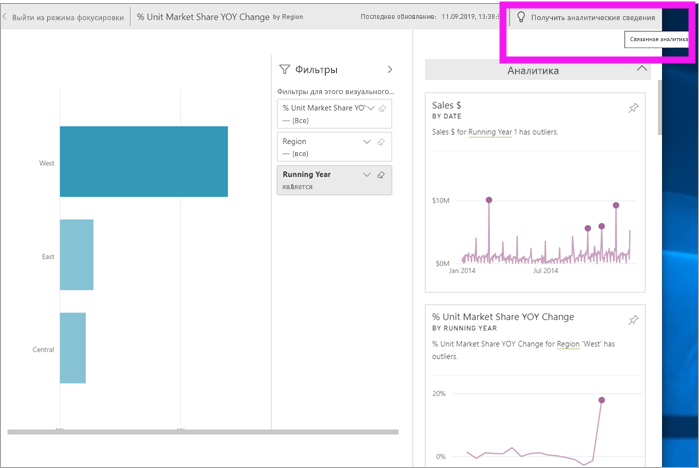 Выйти из режима фокусировки
% Unit Market Share YOY Change by Region
Последнее обновление: 11.09.2019, 13:38:5
Получить аналитические сведения
Связанная аналитика
Фильтры
Фильтры для этого визуального...
% Unit Market Share YO
— (Все)
Region
— (все)
Running Year
является
West
East
Central
Аналитика
Sales $
BY DATE
Sales $ for Running Year 1 has outliers.
$10M
$0M
Jan 2014
Jul 2014
% Unit Market Share YOY Change
BY RUNNING YEAR
% Unit Market Share YOY Change for Region 'West' has
outliers.
20%
0%